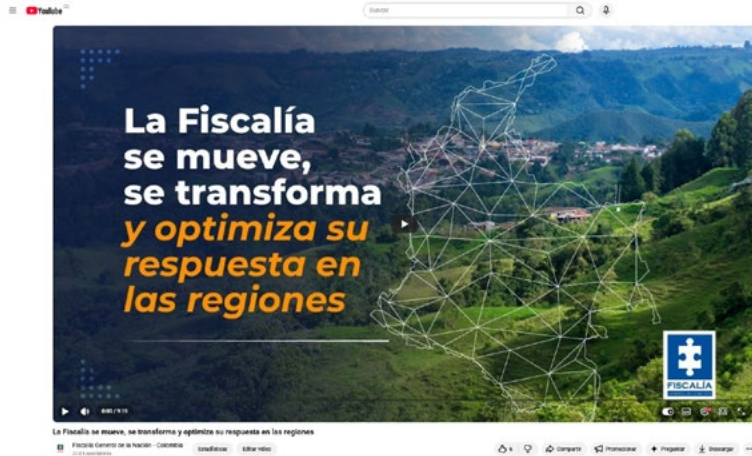 YouTube
Buscar
La Fiscalía
se mueve,
se transforma
y optimiza su
respuesta en
las regiones
FISCALÍA
La Fiscalía se mueve, se transforma y optimiza su respuesta en las regiones
Fiscalía General de la Nación - Colombia
Estadísticas
Editar video
Compartir
Promocionar
Preguntar
Descargar